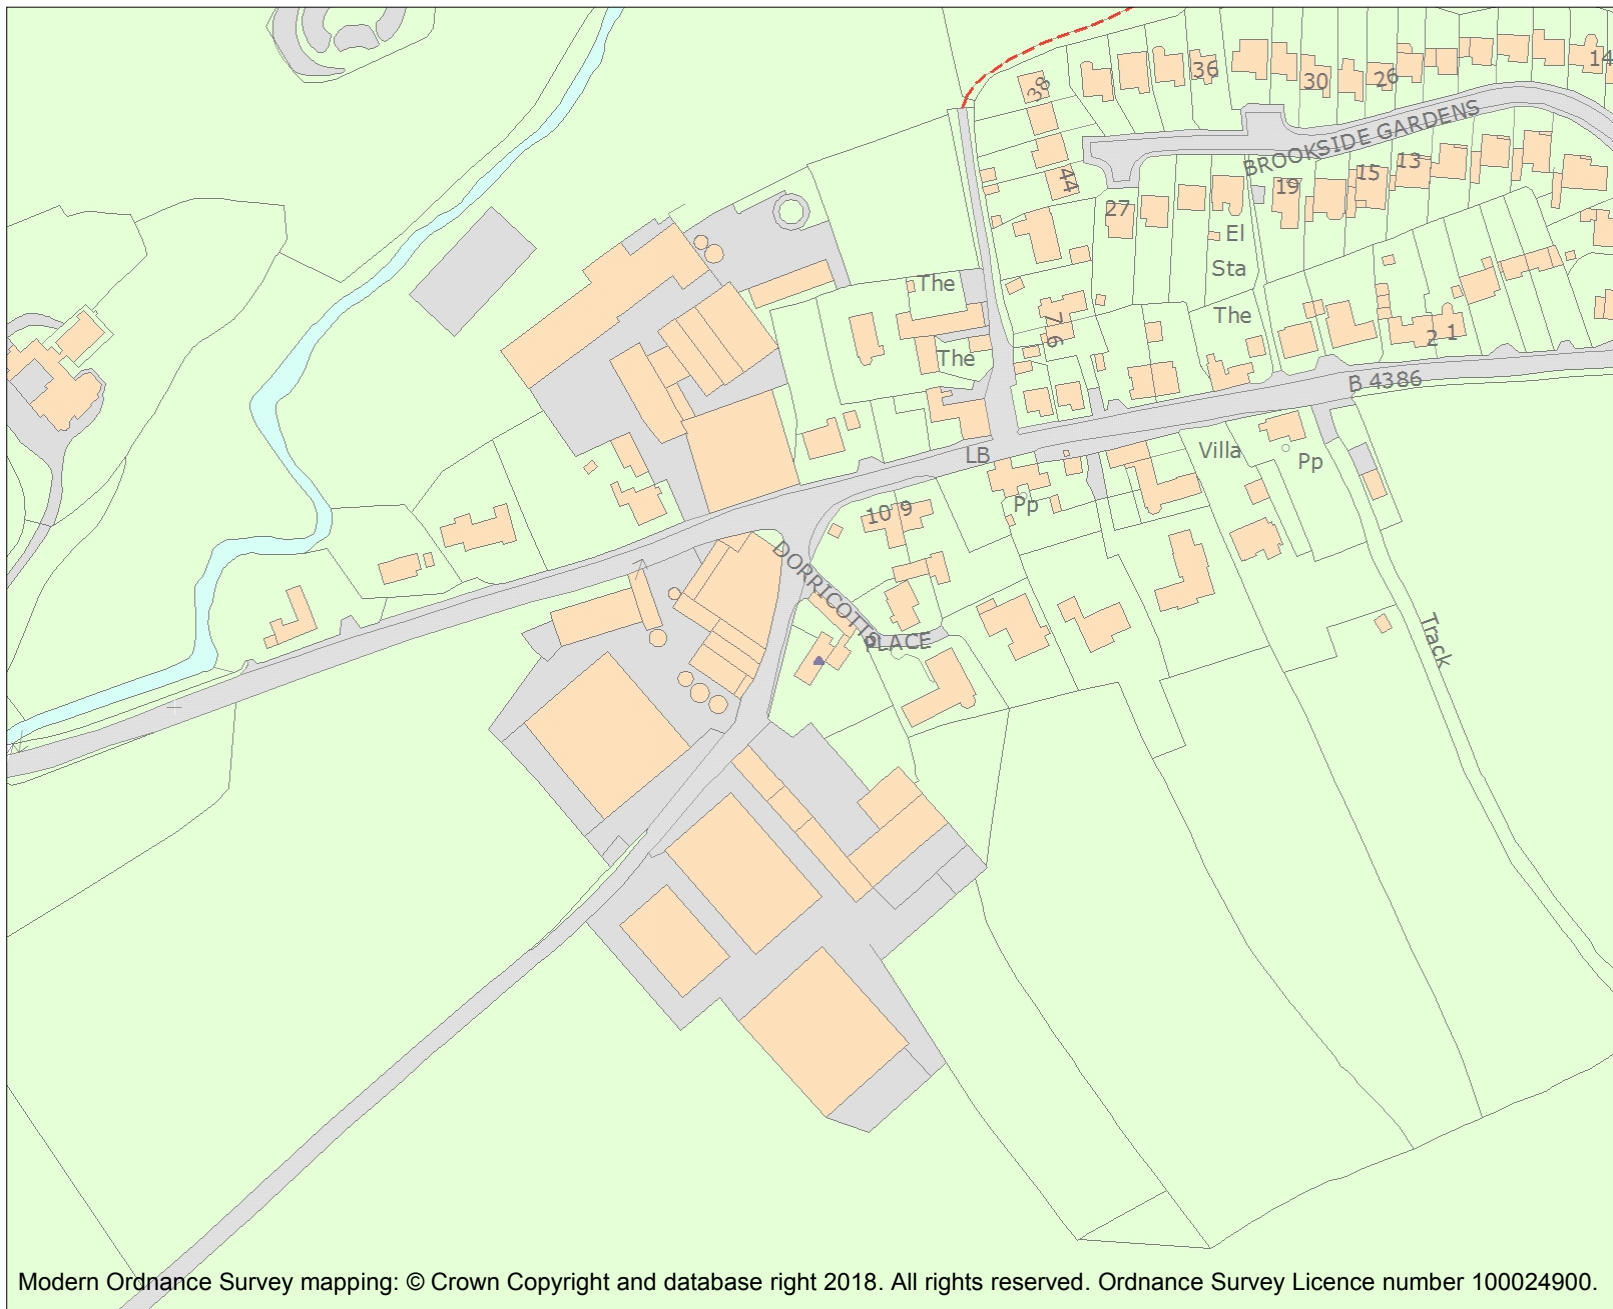 14
36
30
26
38
BROOKSIDE GARDENS
44
13
15
19
27
El
Sta
The
The
7 6
The
2 1
B 4386
LB
Villa
Pp
Pp
10 9
DORRICOTTS
PLACE
Track
Modern Ordnance Survey mapping: © Crown Copyright and database right 2018. All rights reserved. Ordnance Survey Licence number 100024900.